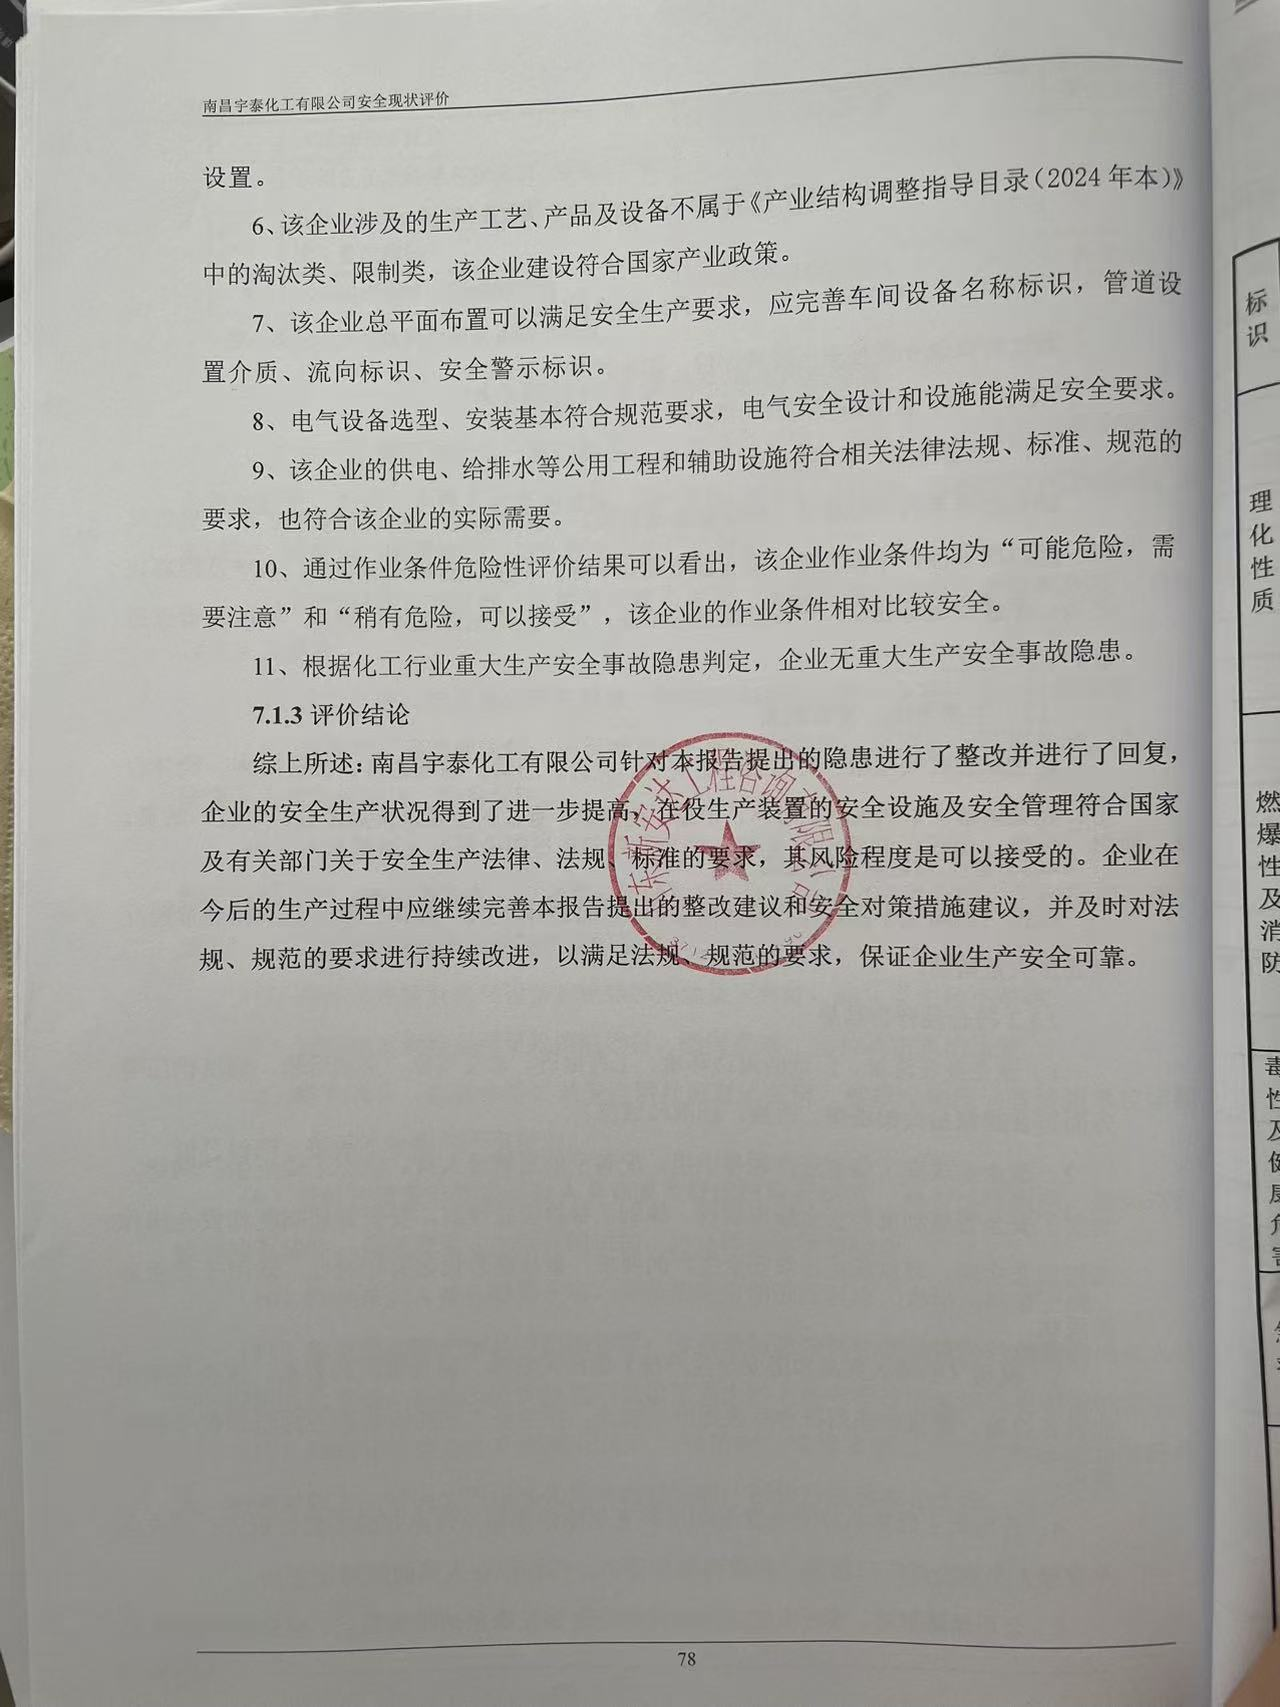 南昌宇泰化工有限公司安全现状评价
设置。
6、该企业涉及的生产工艺、产品及设备不属于《产业结构调整指导目录(2024年本)》
中的淘汰类、限制类，该企业建设符合国家产业政策。
7、该企业总平面布置可以满足安全生产要求，应完善车间设备名称标识，管道设
置介质、流向标识、安全警示标识。
8、电气设备选型、安装基本符合规范要求，电气安全设计和设施能满足安全要求。
9、该企业的供电、给排水等公用工程和辅助设施符合相关法律法规、标准、规范的
要求，也符合该企业的实际需要。
10、通过作业条件危险性评价结果可以看出，该企业作业条件均为“可能危险，需
要注意”和“稍有危险，可以接受”，该企业的作业条件相对比较安全。
11、根据化工行业重大生产安全事故隐患判定，企业无重大生产安全事故隐患。
7.1.3 评价结论
综上所述：南昌宇泰化工有限公司针对本报告提出的隐患进行了整改并进行了回复，
企业的安全生产状况得到了进一步提高，在役生产装置的安全设施及安全管理符合国家
及有关部门关于安全生产法律、法规、标准的要求，其风险程度是可以接受的。企业在
今后的生产过程中应继续完善本报告提出的整改建议和安全对策措施建议，并及时对法
规、规范的要求进行持续改进，以满足法规、规范的要求，保证企业生产安全可靠。
东新安达工程咨询有限公
78
标
识
理
化
性
质
燃
爆
性
及
消
防
毒
性
及
健
康
危
害